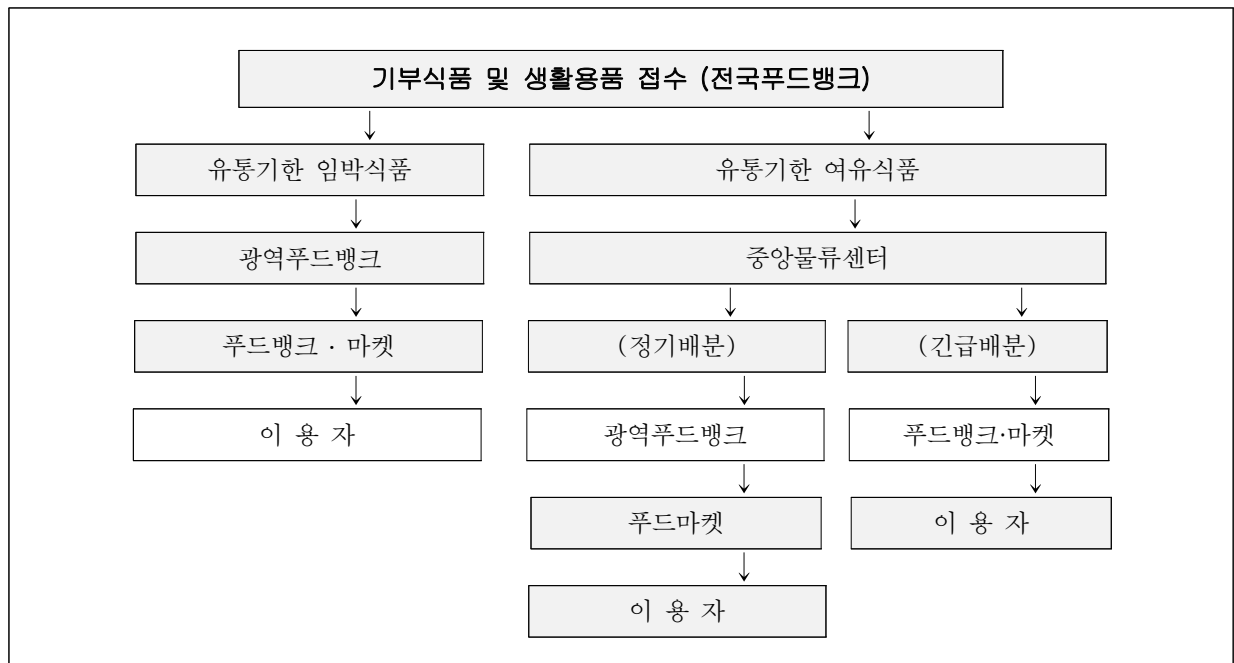 기부식품 및 생활용품 접수 (전국푸드뱅크)
유통기한 임박식품
유통기한 여유식품
광역푸드뱅크
중앙물류센터
푸드뱅크 · 마켓
(정기배분)
(긴급배분)
이 용 자
광역푸드뱅크
푸드뱅크·마켓
푸드마켓
이 용 자
이 용 자